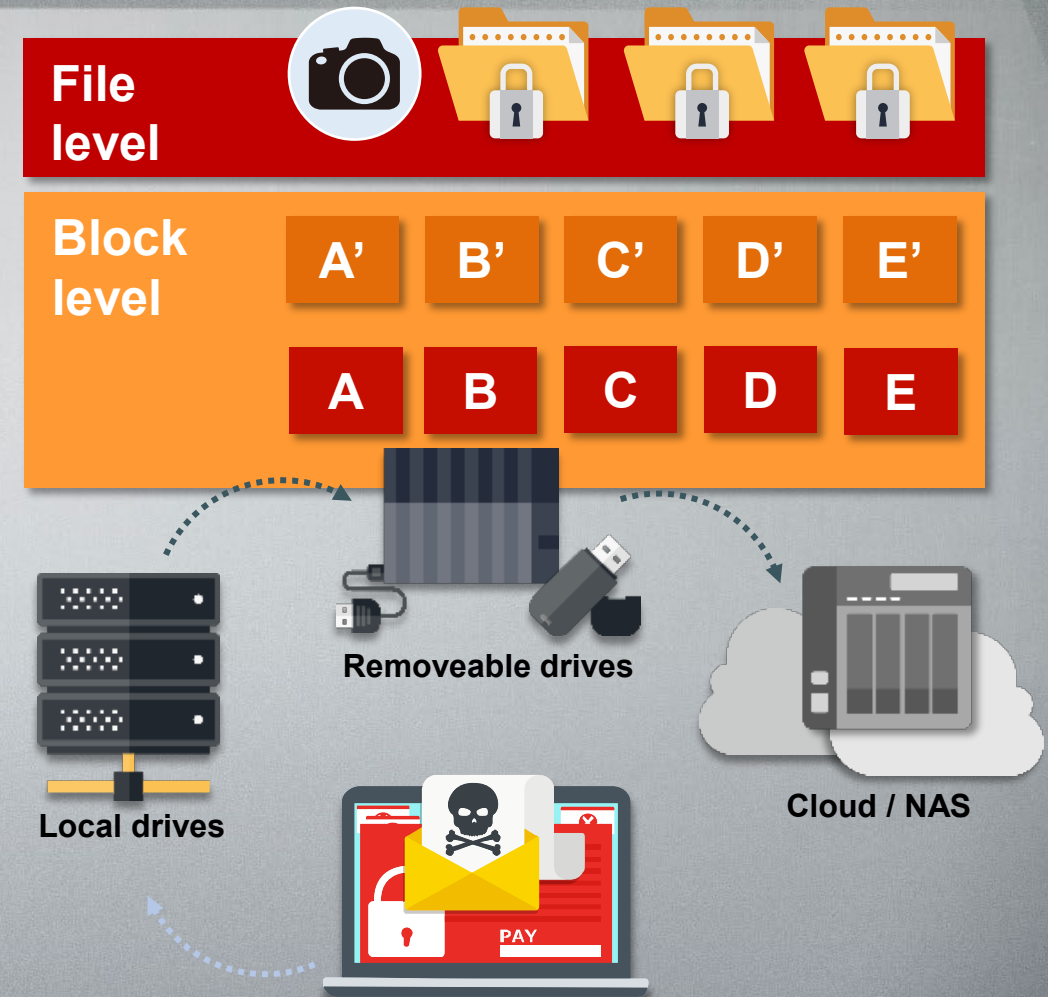 File
level
Block
level
A’ B’ C’ D’ E’
A B C D E
Removeable drives
Local drives
Cloud / NAS
PAY